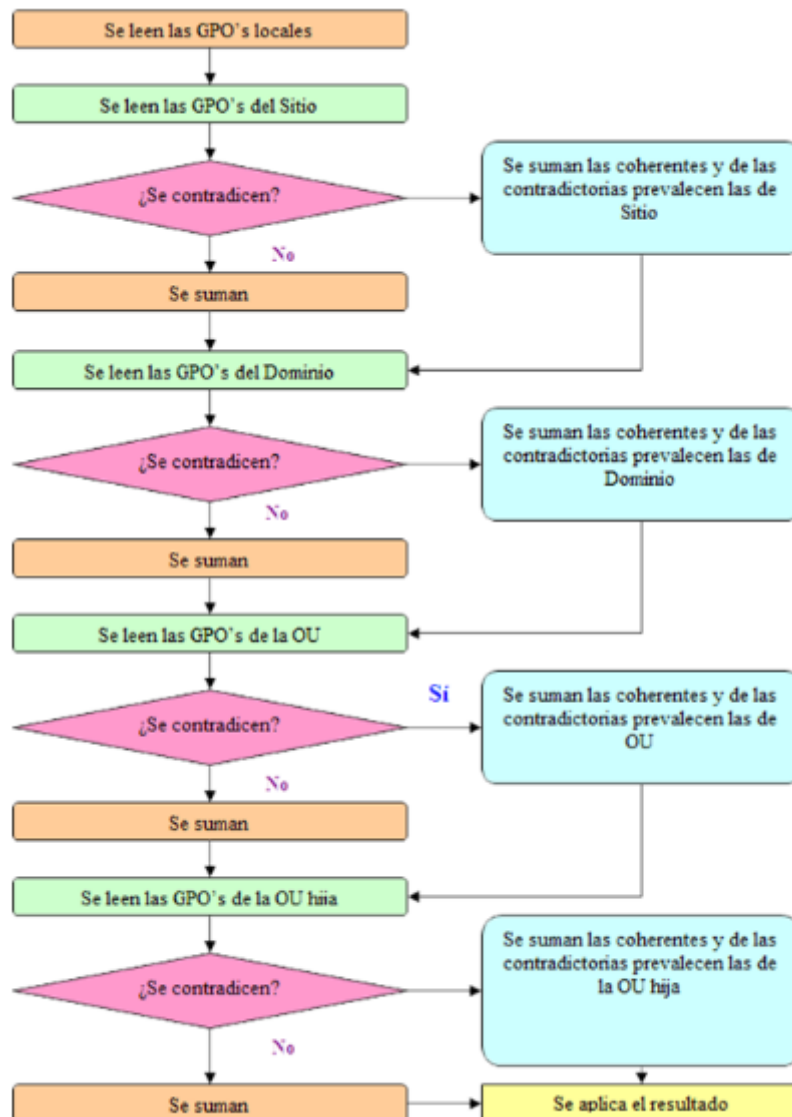 Se leen las GPO's locales
Se leen las GPO's del Sitio
¿Se contradicen?
Se suman las coherentes y de las
contradictorias prevalecen las de
Sitio
No
Se suman
Se leen las GPO's del Dominio
¿Se contradicen?
Se suman las coherentes y de las
contradictorias prevalecen las de
Dominio
No
Se suman
Se leen las GPO's de la OU
¿Se contradicen?
Sí
Se suman las coherentes y de las
contradictorias prevalecen las de
OU
No
Se suman
Se leen las GPO's de la OU hija
¿Se contradicen?
Se suman las coherentes y de las
contradictorias prevalecen las de
la OU hija
No
Se suman
Se aplica el resultado